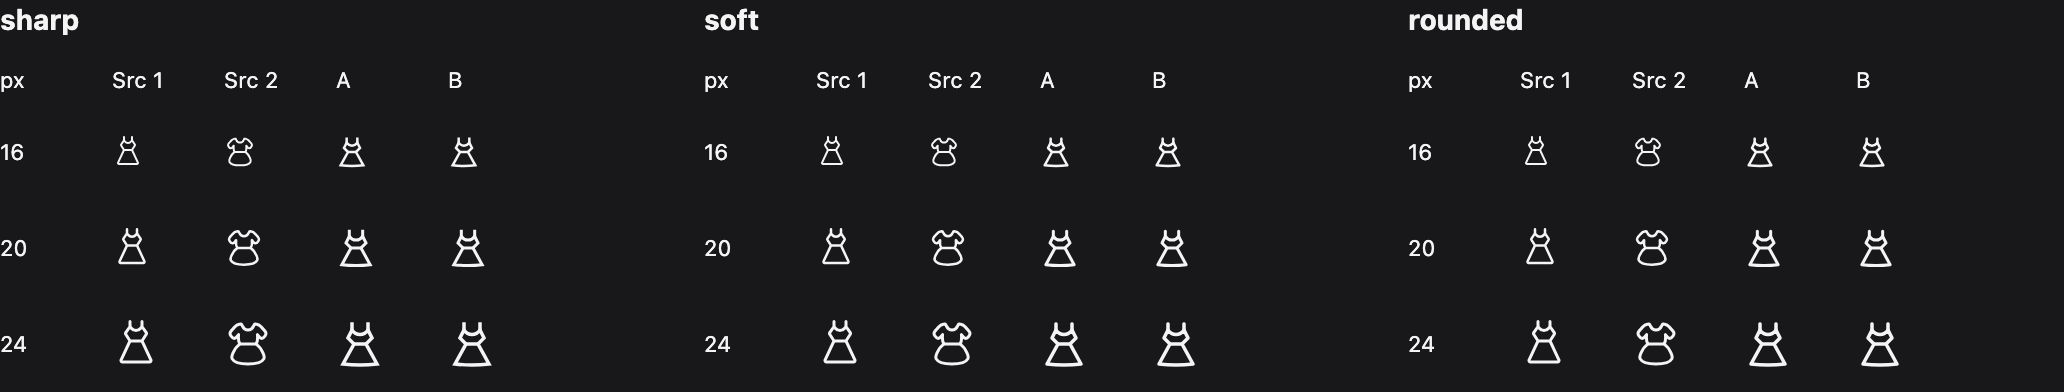 sharp soft rounded
px Src 1 Src 2 A B px Src 1 Src 2 A B px Src 1 Src 2 A B
16 16 16
20 20 20
24 24 24